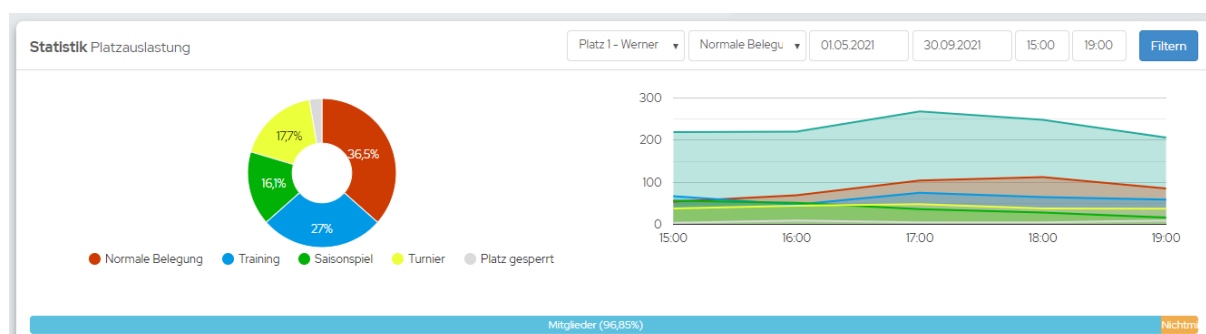 Statistik Platzauslastung
Platz 1 - Werner
Normale Belegu
01.05.2021
30.09.2021
15:00
19:00
Filtern
17,7%
36,5%
16,1%
27%
Normale Belegung Training Saisonspiel Turnier Platz gesperrt
300
200
100
0
15:00 16:00 17:00 18:00 19:00
Mitglieder (96,85%) Nichtmi